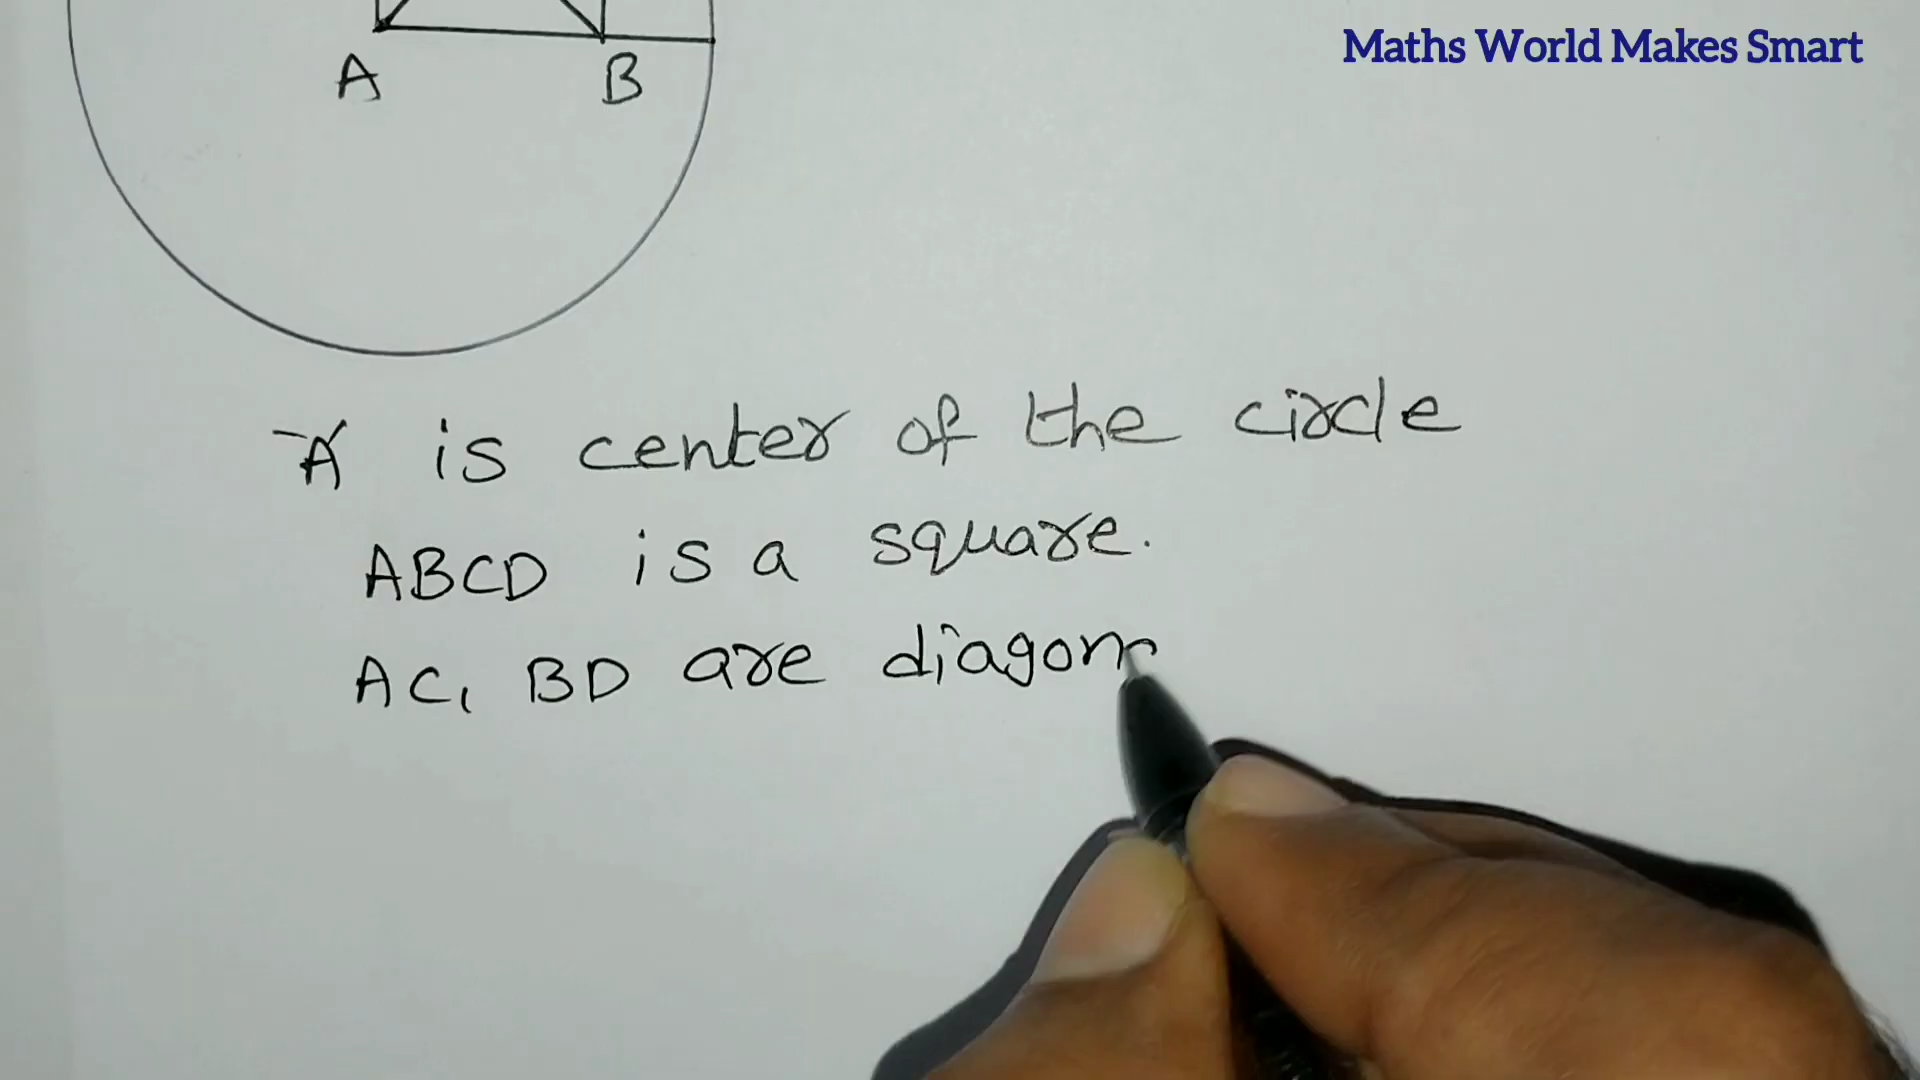 Maths World Makes Smart
A B
A is center of the circle
ABCD is a square.
AC, BD are diagon